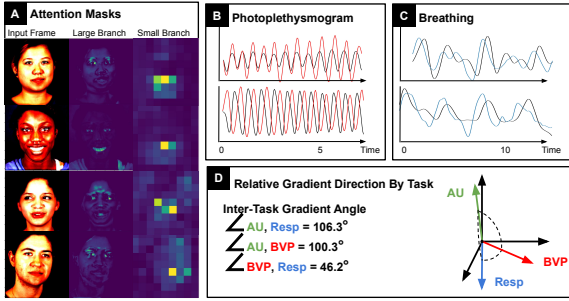 A Attention Masks
Input Frame Large Branch Small Branch
B Photoplethysmogram
0 5 Time
C Breathing
0 10 Time
D Relative Gradient Direction By Task
Inter-Task Gradient Angle
∠AU, Resp = 106.3°
∠AU, BVP = 100.3°
∠BVP, Resp = 46.2°
AU
BVP
Resp